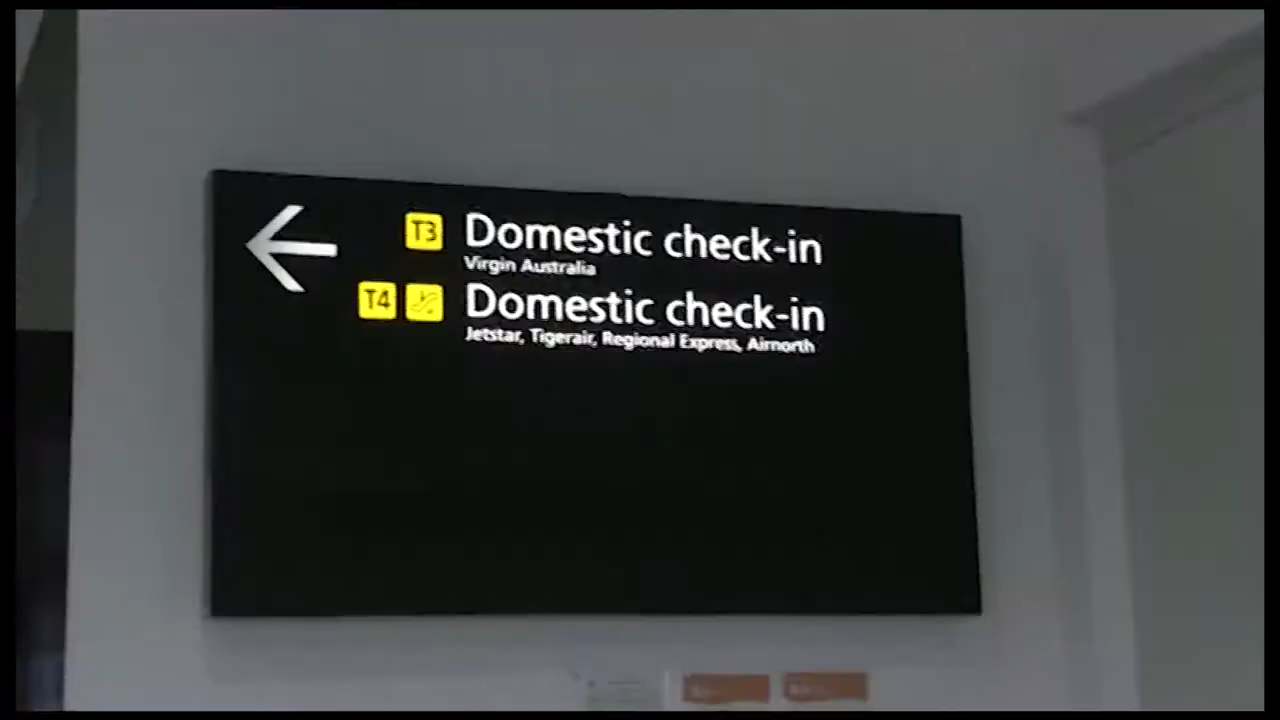 T3 Domestic check-in
Virgin Australia
T4 Domestic check-in
Jetstar, Tigerair, Regional Express, Airnorth